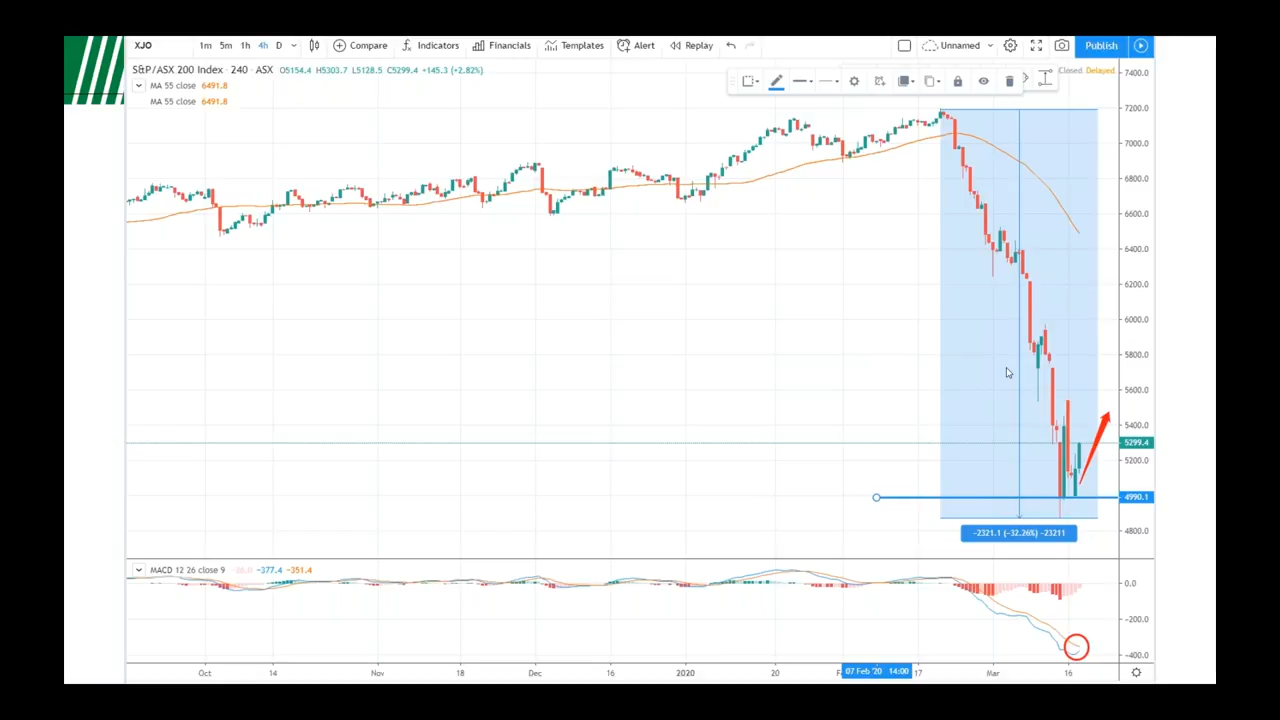 XJO 1m 5m 1h 4h D Compare Indicators Financials Templates Alert Replay Unnamed Publish
S&P/ASX 200 Index · 240 · ASX O5154.4 H5303.7 L5128.5 C5299.4 +145.3 (+2.82%) Closed Delayed
MA 55 close 6491.8
MA 55 close 6491.8
7400.0
7200.0
7000.0
6800.0
6600.0
6400.0
6200.0
6000.0
5800.0
5600.0
5400.0
5299.4
5200.0
4990.1
4800.0
-2321.1 (-32.26%) -23211
MACD 12 26 close 9 -26.0 -377.4 -351.4
0.0
-200.0
-400.0
Oct 14 Nov 18 Dec 16 2020 20 07 Feb '20 14:00 17 Mar 16